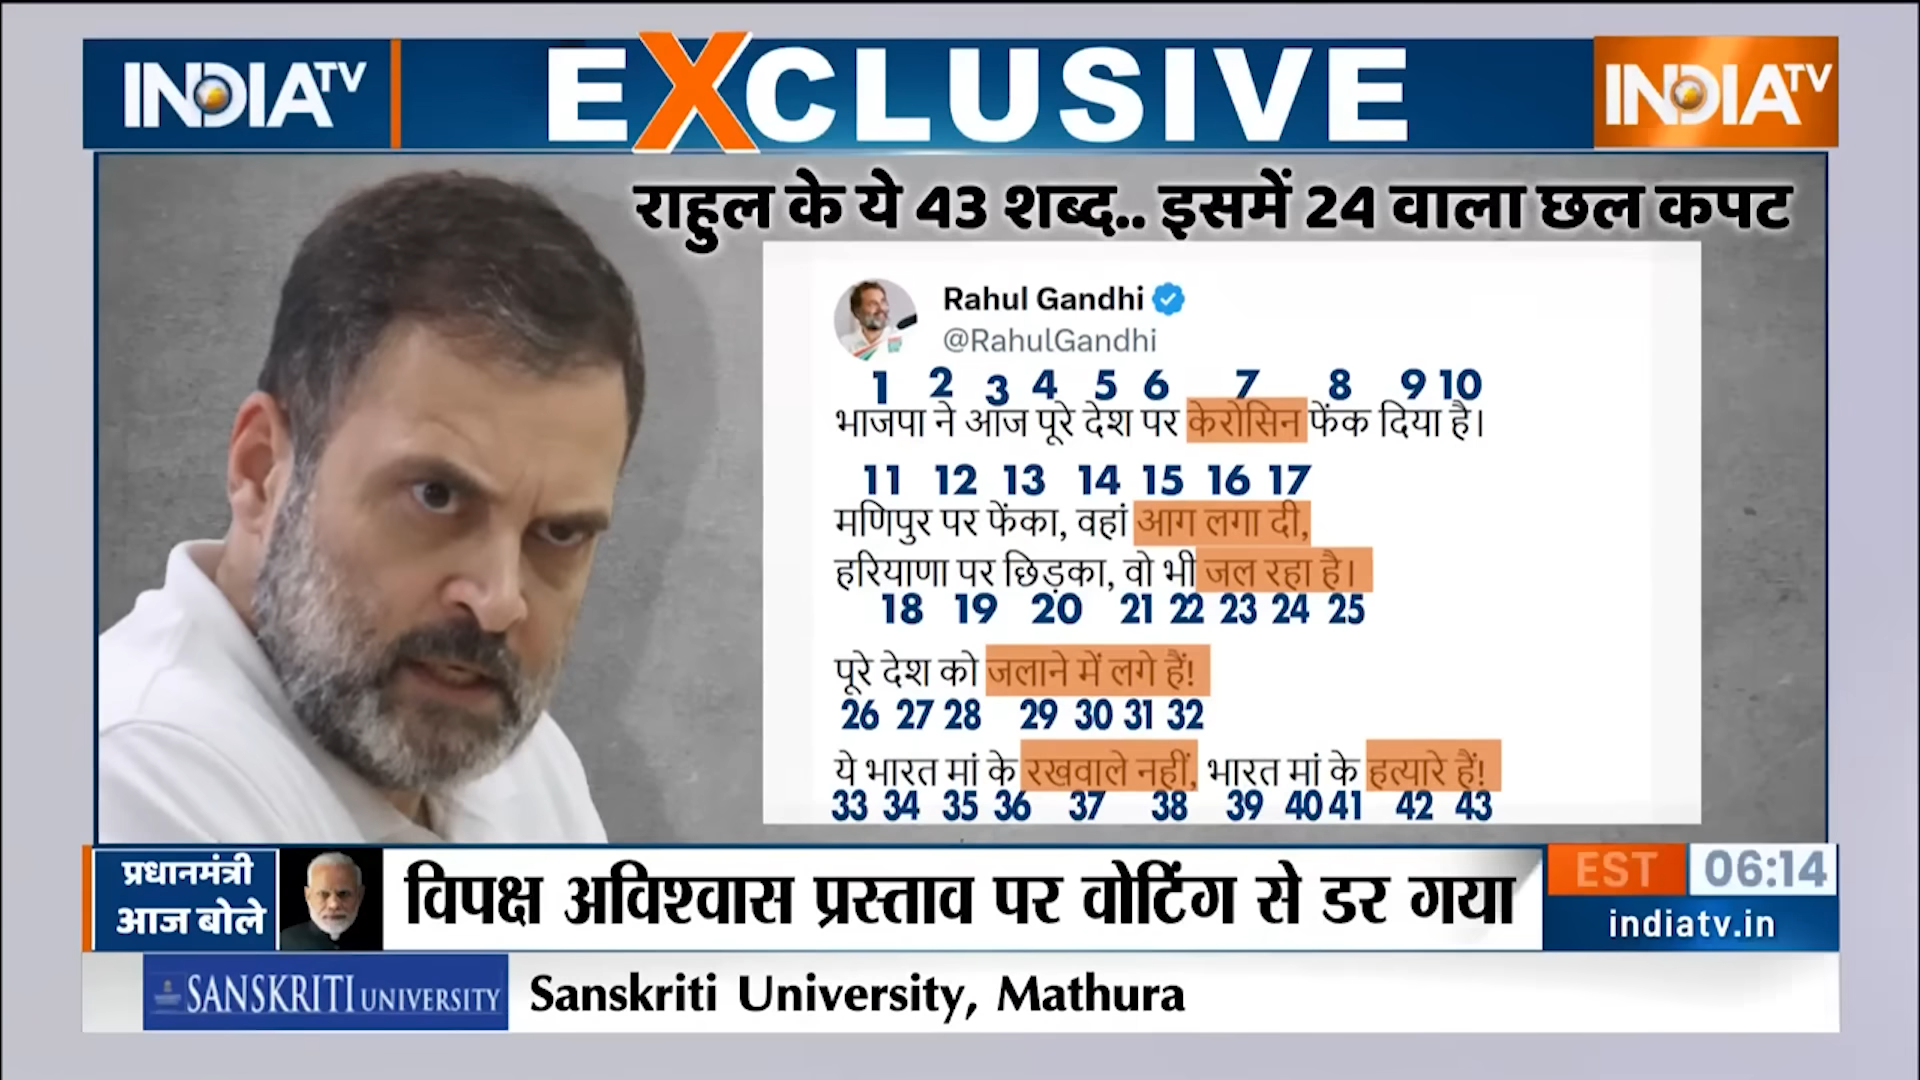 INDIA TV
EXCLUSIVE
INDIA TV
राहुल के ये 43 शब्द.. इसमें 24 वाला छल कपट
Rahul Gandhi
@RahulGandhi
1 2 3 4 5 6 7 8 9 10
भाजपा ने आज पूरे देश पर केरोसिन फेंक दिया है।
11 12 13 14 15 16 17
मणिपुर पर फेंका, वहां आग लगा दी,
हरियाणा पर छिड़का, वो भी जल रहा है।
18 19 20 21 22 23 24 25
पूरे देश को जलाने में लगे हैं!
26 27 28 29 30 31 32
ये भारत मां के रखवाले नहीं, भारत मां के हत्यारे हैं!
33 34 35 36 37 38 39 40 41 42 43
प्रधानमंत्री
आज बोले
विपक्ष अविश्वास प्रस्ताव पर वोटिंग से डर गया
EST 06:14
indiatv.in
SANSKRITI UNIVERSITY
Sanskriti University, Mathura